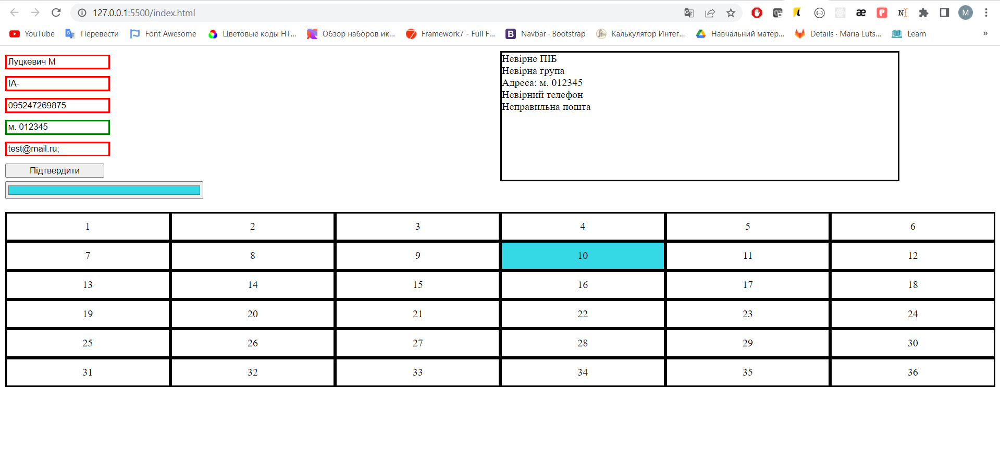 127.0.0.1:5500/index.html
M
YouTube
Перевести
Font Awesome
Цветовые коды HT...
Обзор наборов ик...
Framework7 - Full F...
Navbar · Bootstrap
Калькулятор Интег...
Навчальний матер...
Details · Maria Luts...
Learn
»
Луцкевич М
ІА-
095247269875
м. 012345
test@mail.ru;
Підтвердити
Невірне ПІБ
Невірна група
Адреса: м. 012345
Невірний телефон
Неправильна пошта
1 2 3 4 5 6
7 8 9 10 11 12
13 14 15 16 17 18
19 20 21 22 23 24
25 26 27 28 29 30
31 32 33 34 35 36